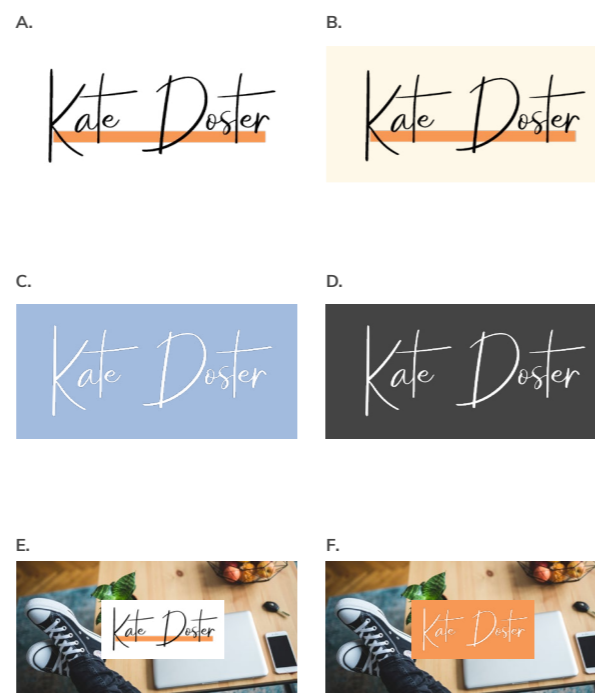 A.
B.
Kate Doster
Kate Doster
C.
D.
Kate Doster
Kate Doster
E.
F.
Kate Doster
Kate Doster